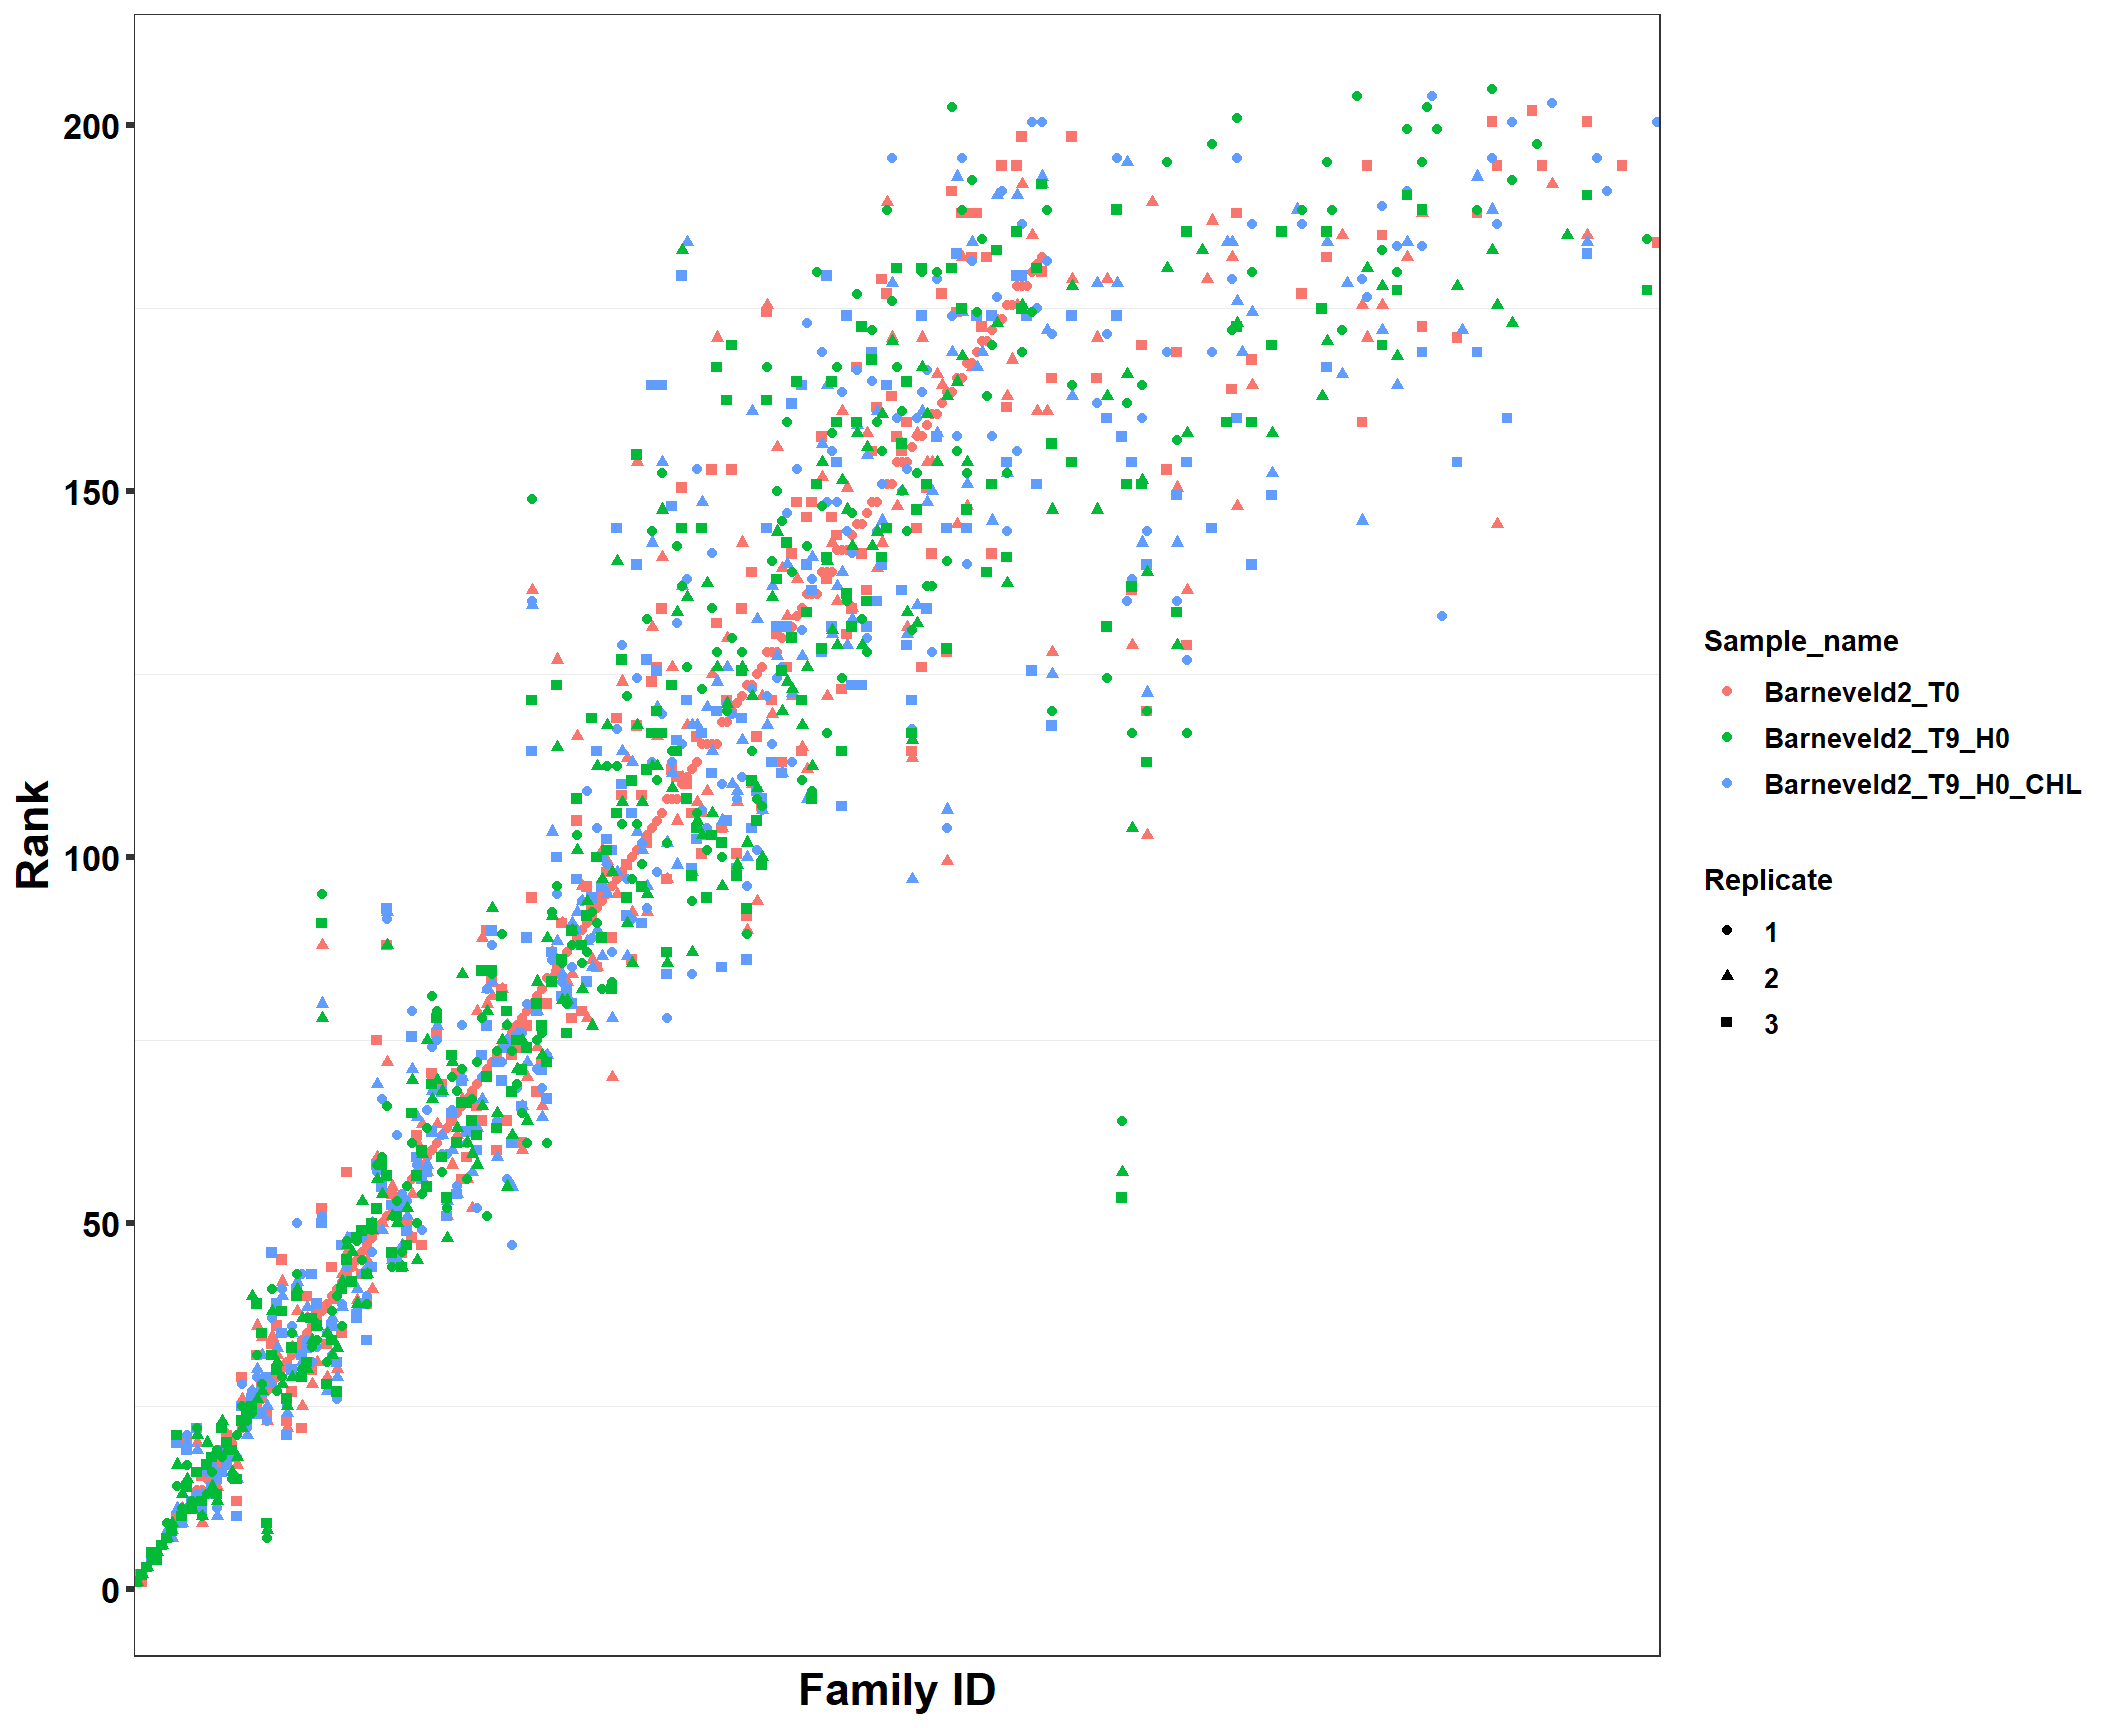 200
150
100
50
0
Rank
Family ID
Sample_name
Barneveld2_T0
Barneveld2_T9_H0
Barneveld2_T9_H0_CHL
Replicate
1
2
3